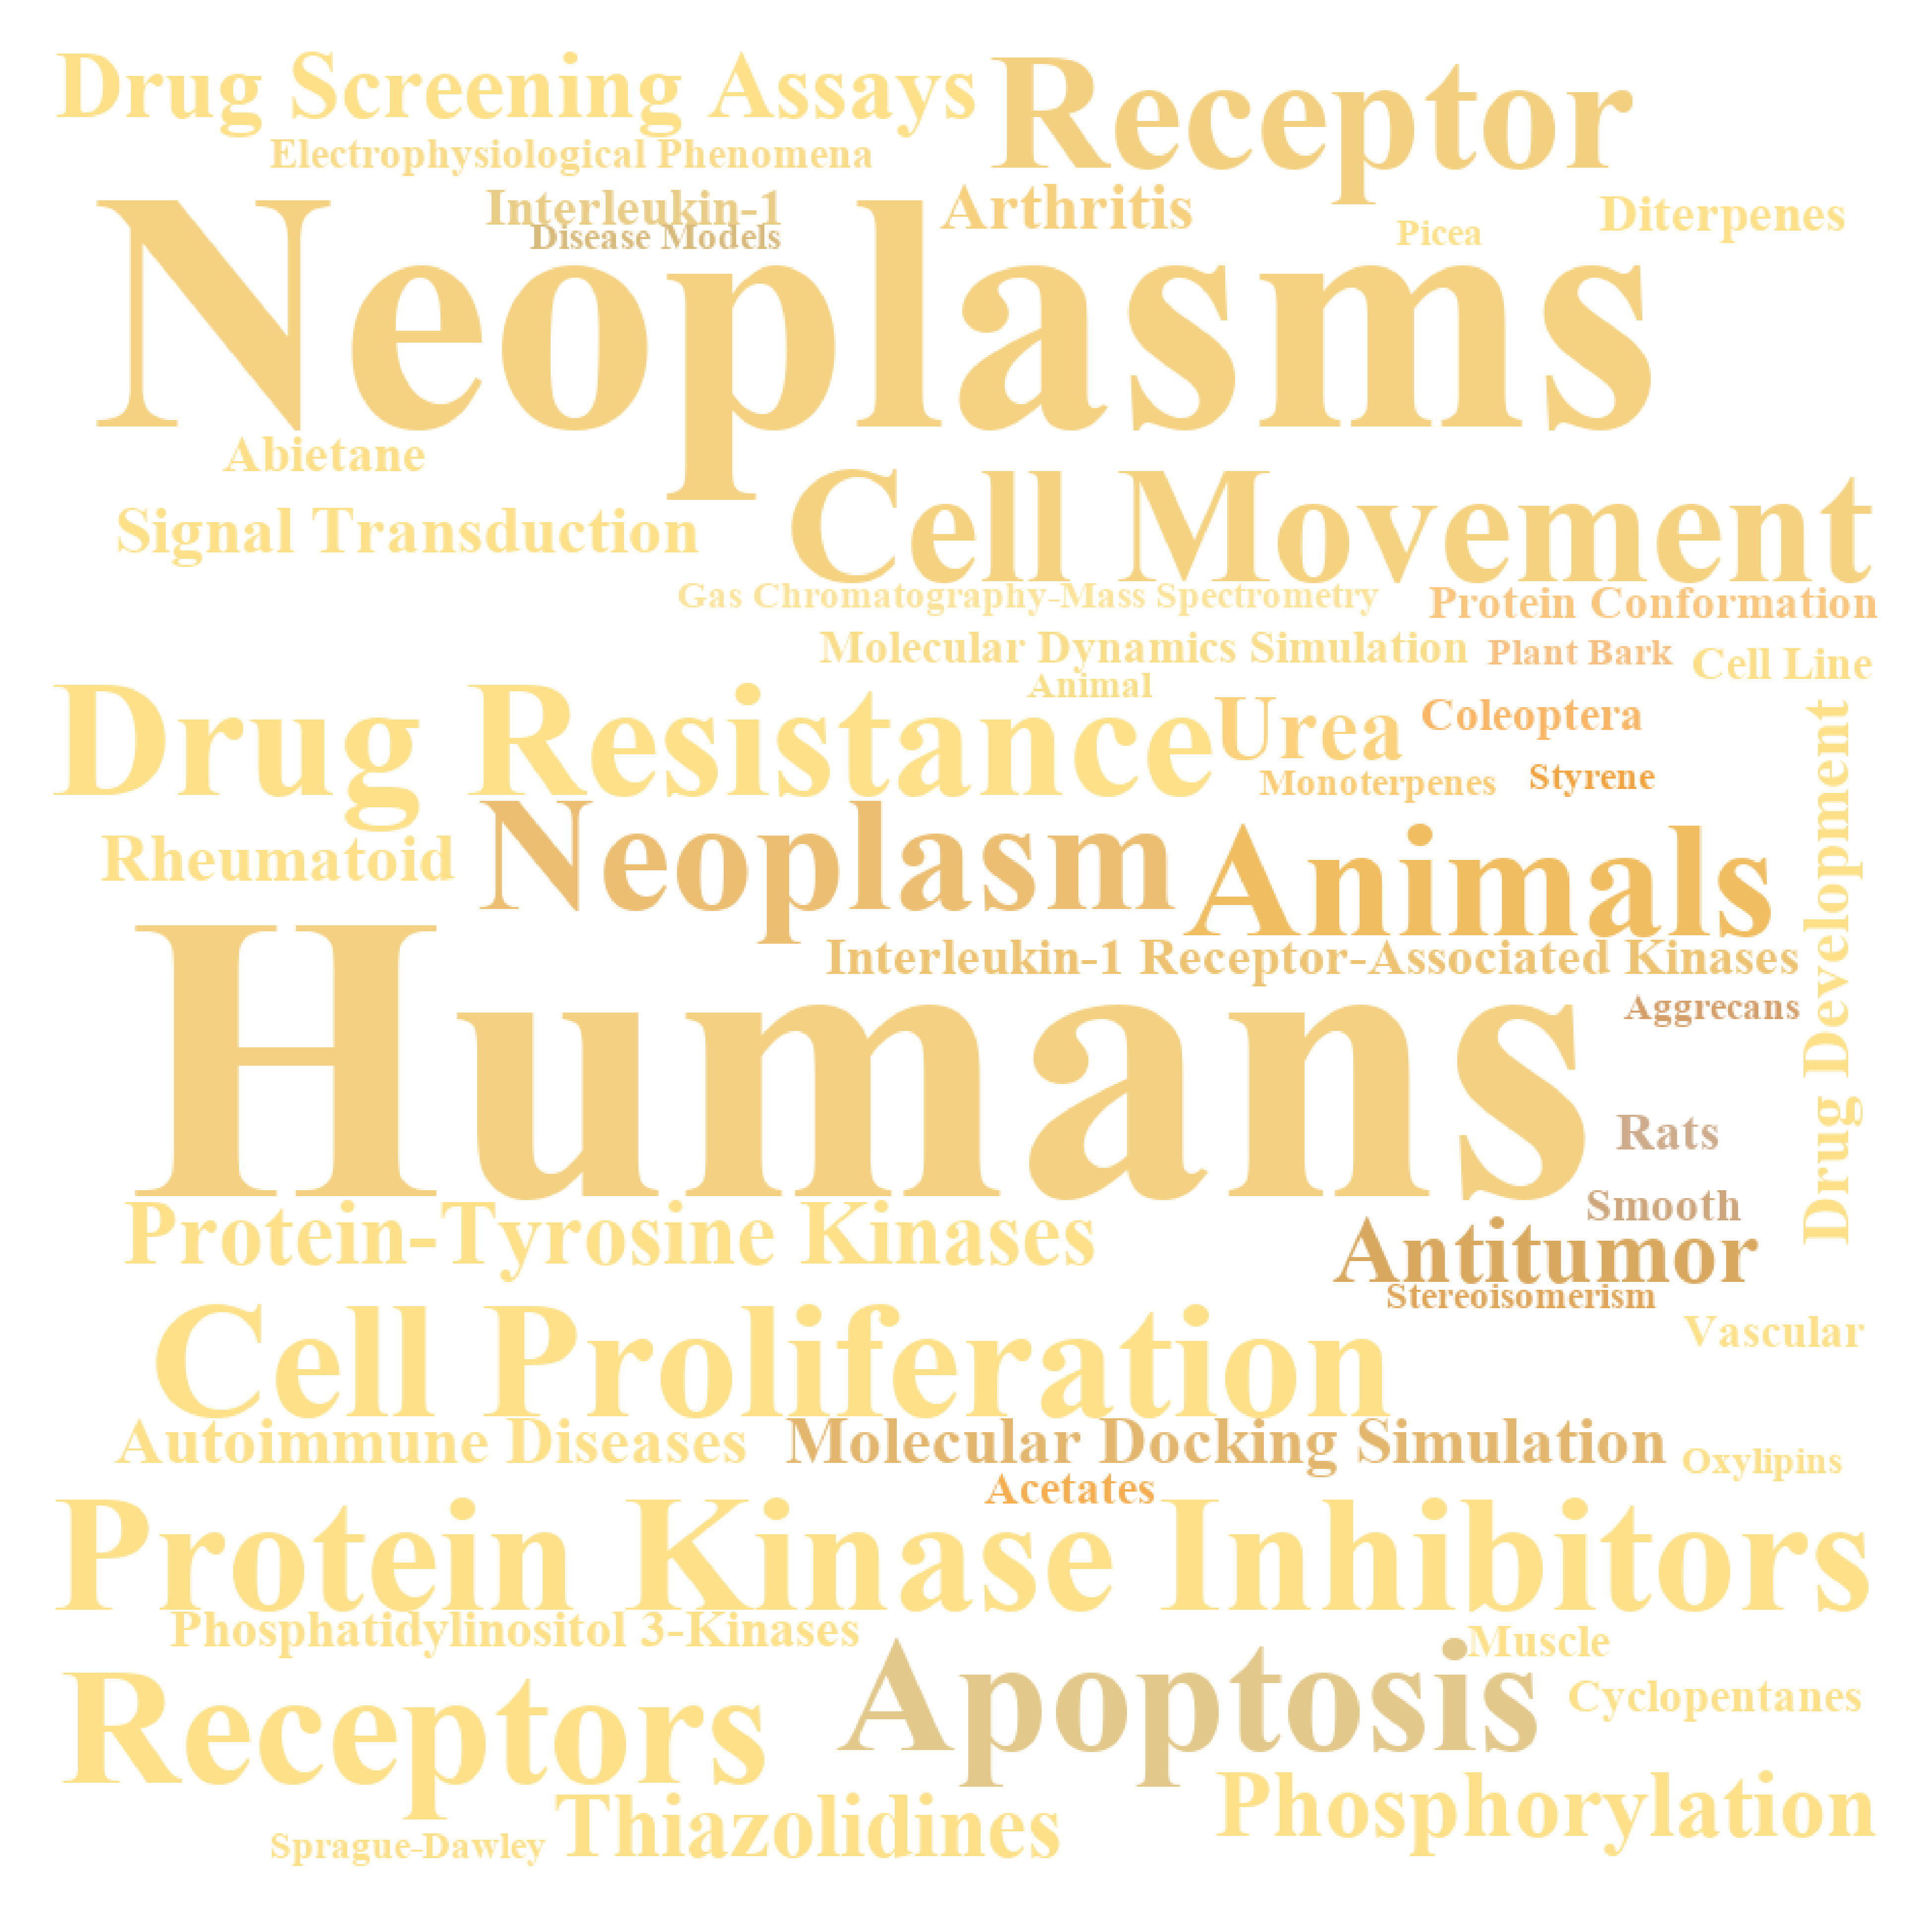 Drug Screening Assays
Receptor
Electrophysiological Phenomena
Interleukin-1
Arthritis
Diterpenes
Picea
Disease Models
Neoplasms
Abietane
Signal Transduction
Cell Movement
Gas Chromatography-Mass Spectrometry
Protein Conformation
Molecular Dynamics Simulation
Plant Bark
Cell Line
Animal
Drug Resistance
Urea
Coleoptera
Monoterpenes
Styrene
Drug Development
Rheumatoid
Neoplasm
Animals
Interleukin-1 Receptor-Associated Kinases
Aggrecans
Humans
Rats
Smooth
Protein-Tyrosine Kinases
Antitumor
Stereoisomerism
Vascular
Cell Proliferation
Autoimmune Diseases
Molecular Docking Simulation
Oxylipins
Acetates
Protein Kinase Inhibitors
Phosphatidylinositol 3-Kinases
Muscle
Receptors
Apoptosis
Cyclopentanes
Thiazolidines
Phosphorylation
Sprague-Dawley